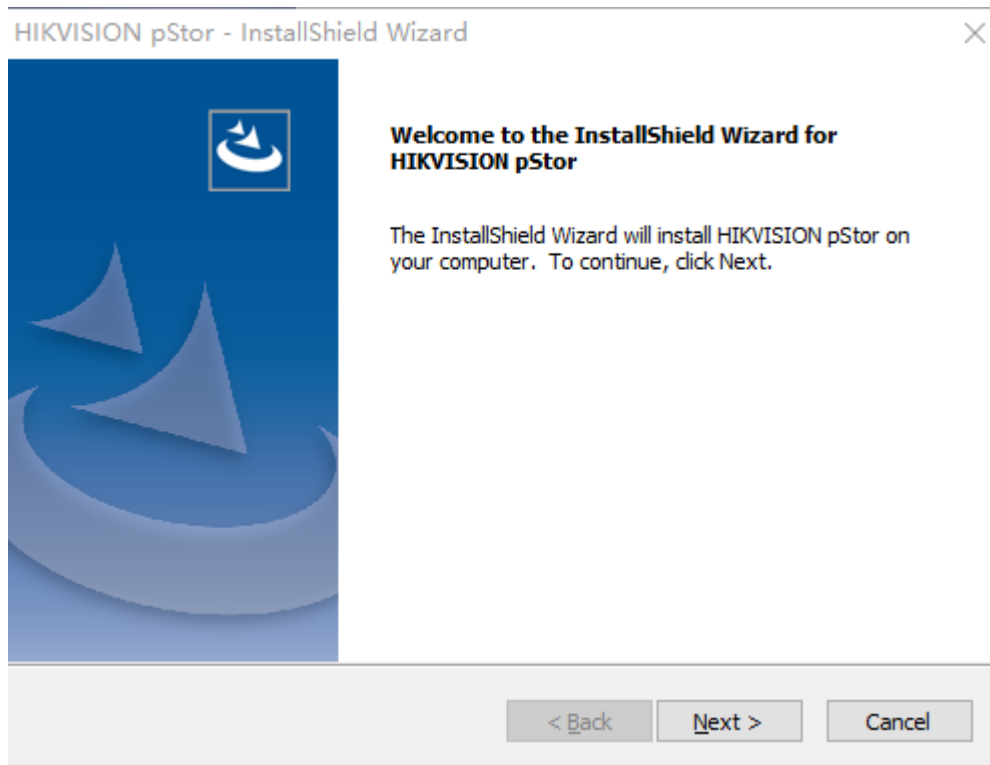 HIKVISION pStor - InstallShield Wizard
Welcome to the InstallShield Wizard for
HIKVISION pStor
The InstallShield Wizard will install HIKVISION pStor on
your computer.  To continue, click Next.
< Back
Next >
Cancel